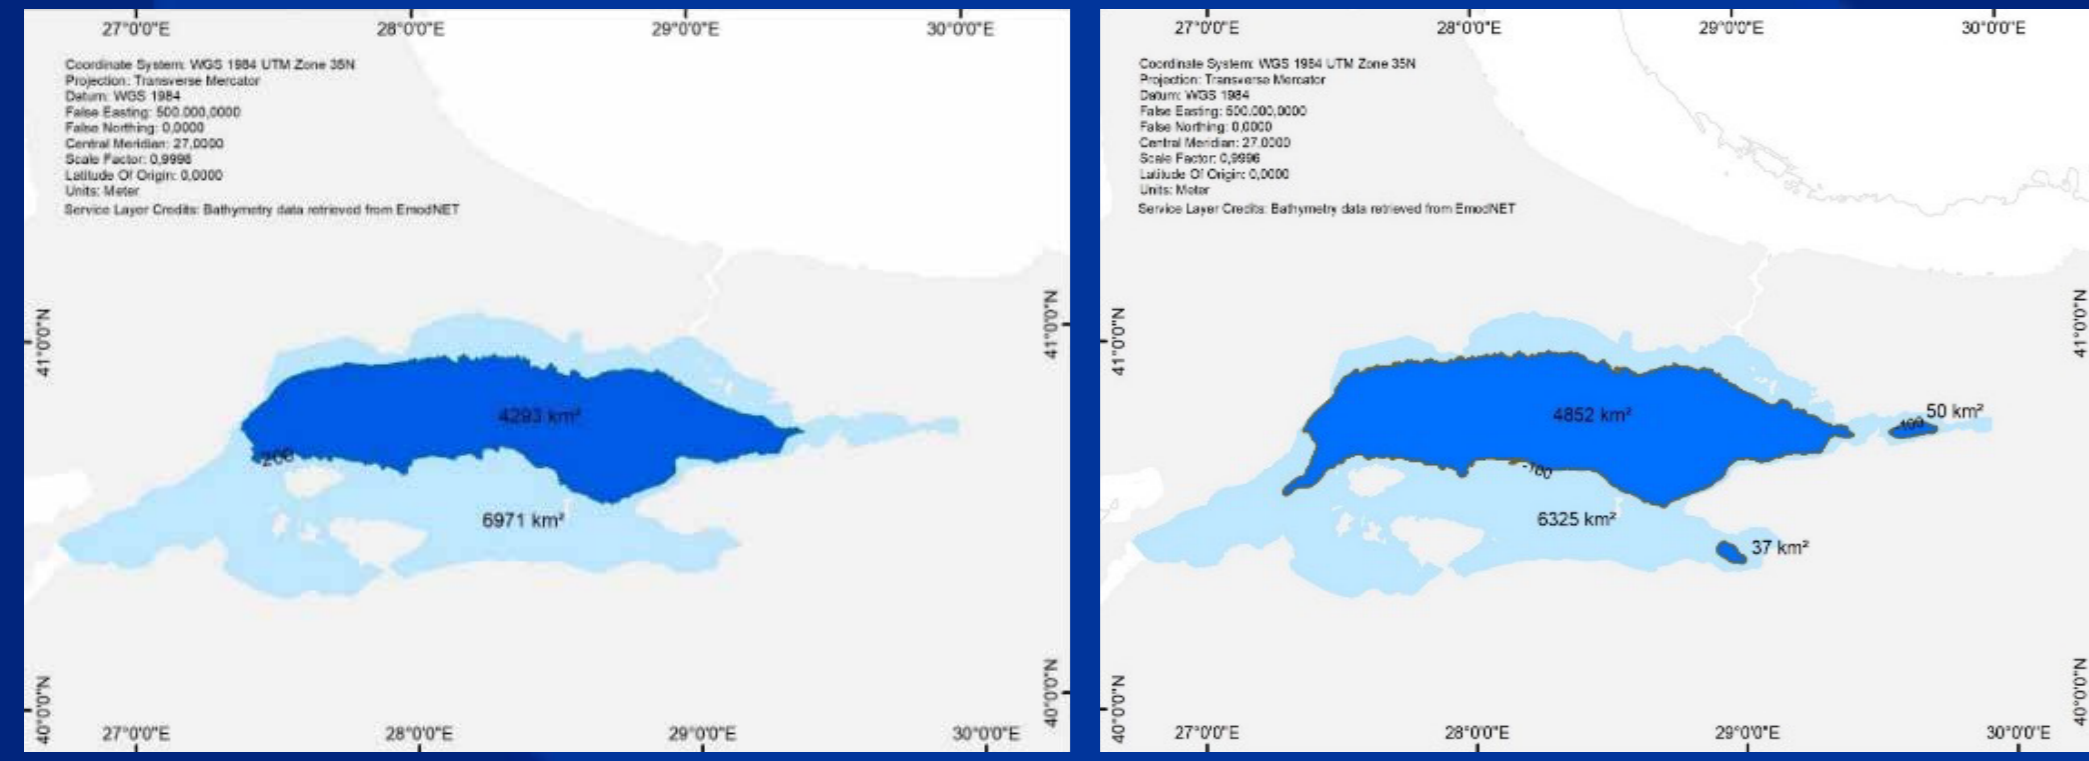 27°0'0"E 28°0'0"E 29°0'0"E 30°0'0"E
Coordinate System: WGS 1984 UTM Zone 35N
Projection: Transverse Mercator
Datum: WGS 1984
False Easting: 500.000,0000
False Northing: 0,0000
Central Meridian: 27,0000
Scale Factor: 0,9996
Latitude Of Origin: 0,0000
Units: Meter
Service Layer Credits: Bathymetry data retrieved from EmodNET
41°0'0"N
41°0'0"N
4293 km²
-200
6971 km²
40°0'0"N
40°0'0"N
27°0'0"E 28°0'0"E 29°0'0"E 30°0'0"E
27°0'0"E 28°0'0"E 29°0'0"E 30°0'0"E
Coordinate System: WGS 1984 UTM Zone 35N
Projection: Transverse Mercator
Datum: WGS 1984
False Easting: 500.000,0000
False Northing: 0,0000
Central Meridian: 27,0000
Scale Factor: 0,9996
Latitude Of Origin: 0,0000
Units: Meter
Service Layer Credits: Bathymetry data retrieved from EmodNET
41°0'0"N
41°0'0"N
4852 km²
50 km²
-100
-100
6325 km²
37 km²
40°0'0"N
40°0'0"N
27°0'0"E 28°0'0"E 29°0'0"E 30°0'0"E